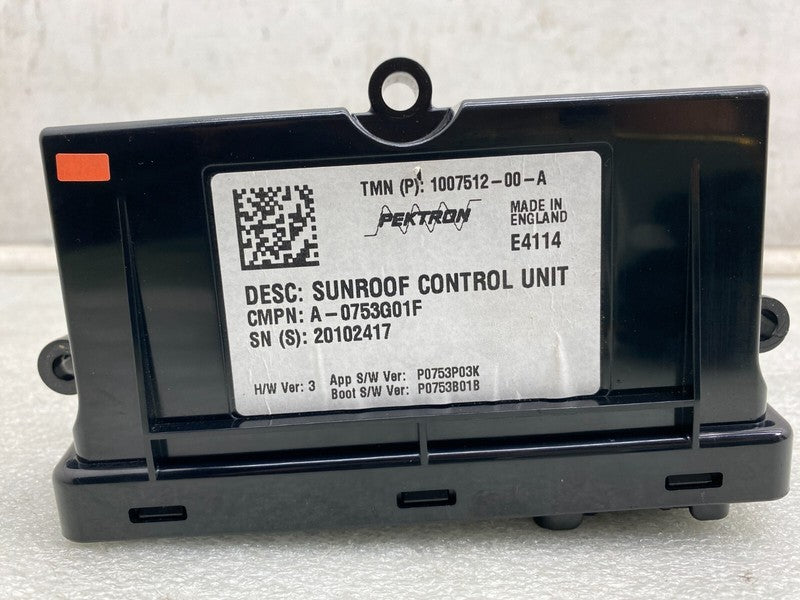 TMN (P): 1007512-00-A
PEKTRON
MADE IN
ENGLAND
E4114
DESC: SUNROOF CONTROL UNIT
CMPN: A-0753G01F
SN (S): 20102417
H/W Ver: 3 App S/W Ver: P0753P03K
Boot S/W Ver: P0753B01B